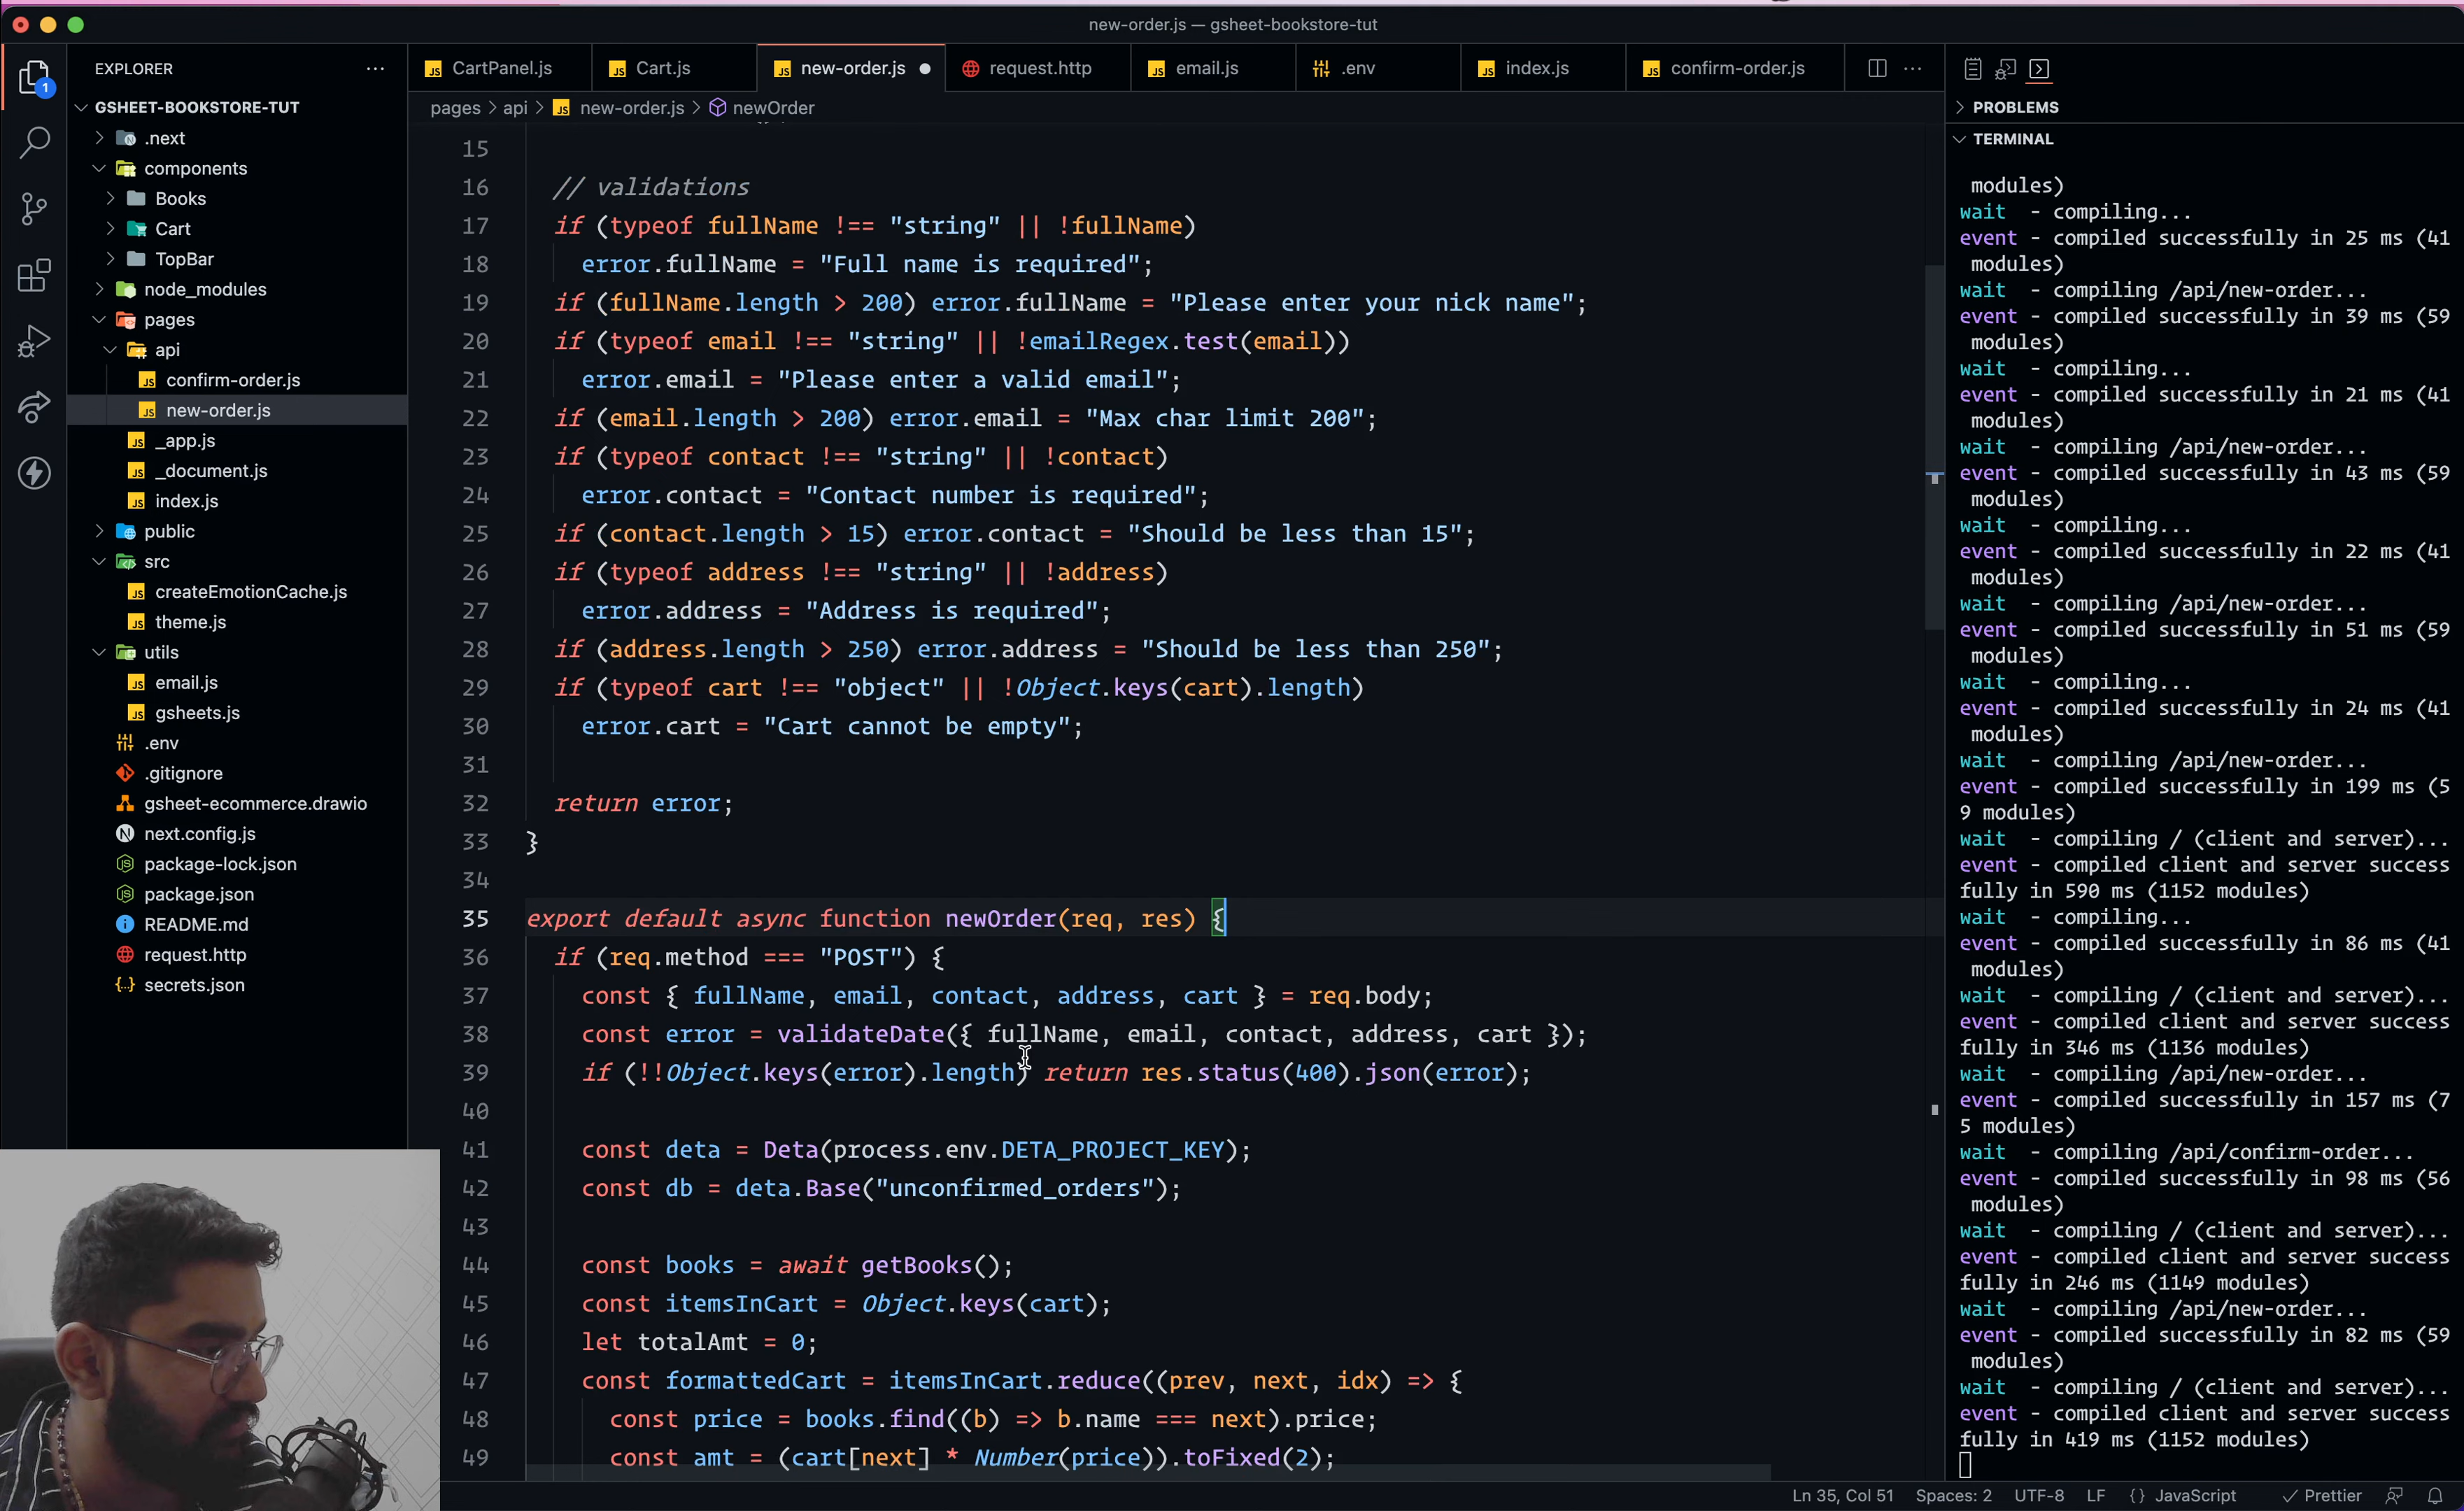 new-order.js — gsheet-bookstore-tut
EXPLORER
1
GSHEET-BOOKSTORE-TUT
.next
components
Books
Cart
TopBar
node_modules
pages
api
confirm-order.js
new-order.js
_app.js
_document.js
index.js
public
src
createEmotionCache.js
theme.js
utils
email.js
gsheets.js
.env
.gitignore
gsheet-ecommerce.drawio
next.config.js
package-lock.json
package.json
README.md
request.http
secrets.json
CartPanel.js Cart.js new-order.js request.http email.js .env index.js confirm-order.js
pages > api > new-order.js > newOrder
15
16 // validations
17 if (typeof fullName !== "string" || !fullName)
18 error.fullName = "Full name is required";
19 if (fullName.length > 200) error.fullName = "Please enter your nick name";
20 if (typeof email !== "string" || !emailRegex.test(email))
21 error.email = "Please enter a valid email";
22 if (email.length > 200) error.email = "Max char limit 200";
23 if (typeof contact !== "string" || !contact)
24 error.contact = "Contact number is required";
25 if (contact.length > 15) error.contact = "Should be less than 15";
26 if (typeof address !== "string" || !address)
27 error.address = "Address is required";
28 if (address.length > 250) error.address = "Should be less than 250";
29 if (typeof cart !== "object" || !Object.keys(cart).length)
30 error.cart = "Cart cannot be empty";
31
32 return error;
33 }
34
35 export default async function newOrder(req, res) {
36 if (req.method === "POST") {
37 const { fullName, email, contact, address, cart } = req.body;
38 const error = validateDate({ fullName, email, contact, address, cart });
39 if (!!Object.keys(error).length) return res.status(400).json(error);
40
41 const deta = Deta(process.env.DETA_PROJECT_KEY);
42 const db = deta.Base("unconfirmed_orders");
43
44 const books = await getBooks();
45 const itemsInCart = Object.keys(cart);
46 let totalAmt = 0;
47 const formattedCart = itemsInCart.reduce((prev, next, idx) => {
48 const price = books.find((b) => b.name === next).price;
49 const amt = (cart[next] * Number(price)).toFixed(2);
PROBLEMS
TERMINAL
modules)
wait - compiling...
event - compiled successfully in 25 ms (41
modules)
wait - compiling /api/new-order...
event - compiled successfully in 39 ms (59
modules)
wait - compiling...
event - compiled successfully in 21 ms (41
modules)
wait - compiling /api/new-order...
event - compiled successfully in 43 ms (59
modules)
wait - compiling...
event - compiled successfully in 22 ms (41
modules)
wait - compiling /api/new-order...
event - compiled successfully in 51 ms (59
modules)
wait - compiling...
event - compiled successfully in 24 ms (41
modules)
wait - compiling /api/new-order...
event - compiled successfully in 199 ms (5
9 modules)
wait - compiling / (client and server)...
event - compiled client and server success
fully in 590 ms (1152 modules)
wait - compiling...
event - compiled successfully in 86 ms (41
modules)
wait - compiling / (client and server)...
event - compiled client and server success
fully in 346 ms (1136 modules)
wait - compiling /api/new-order...
event - compiled successfully in 157 ms (7
5 modules)
wait - compiling /api/confirm-order...
event - compiled successfully in 98 ms (56
modules)
wait - compiling / (client and server)...
event - compiled client and server success
fully in 246 ms (1149 modules)
wait - compiling /api/new-order...
event - compiled successfully in 82 ms (59
modules)
wait - compiling / (client and server)...
event - compiled client and server success
fully in 419 ms (1152 modules)
Ln 35, Col 51 Spaces: 2 UTF-8 LF {} JavaScript Prettier